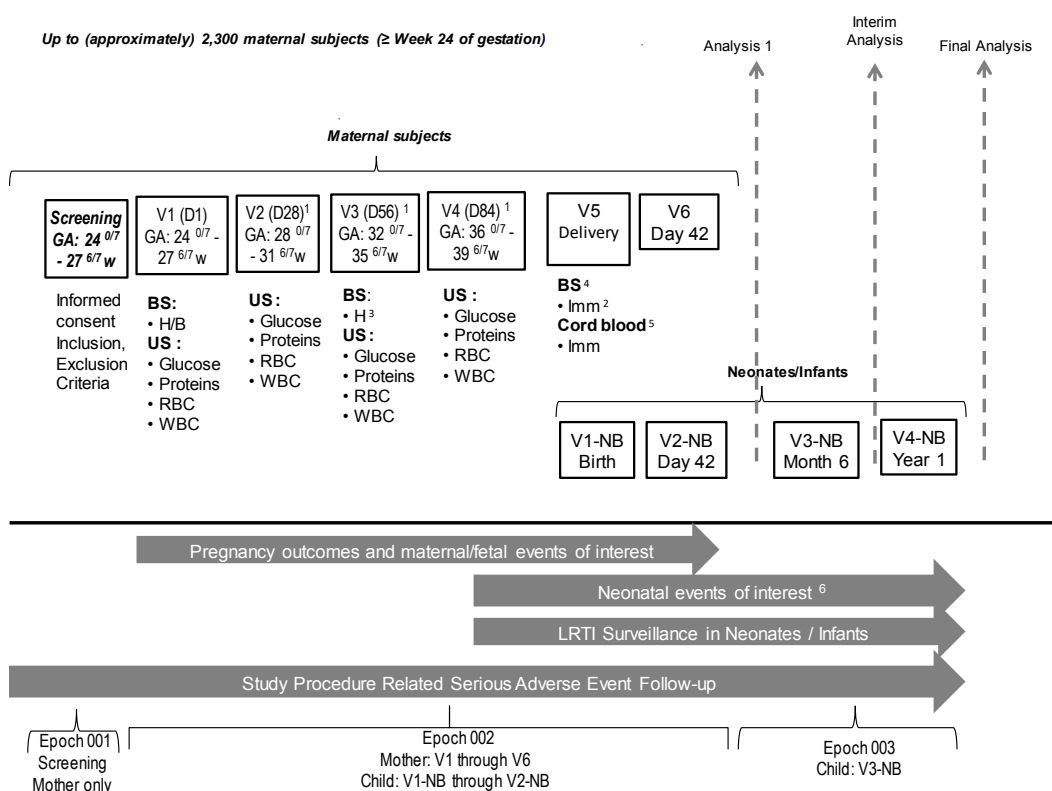 Up to (approximately) 2,300 maternal subjects (≥ Week 24 of gestation)
Analysis 1
Interim
Analysis
Final Analysis
Maternal subjects
Screening
GA: 24 0/7
- 27 6/7 w
V1 (D1)
GA: 24 0/7 -
27 6/7 w
V2 (D28)1
GA: 28 0/7
- 31 6/7w
V3 (D56) 1
GA: 32 0/7 -
35 6/7w
V4 (D84) 1
GA: 36 0/7 -
39 6/7w
V5
Delivery
V6
Day 42
Informed
consent
Inclusion,
Exclusion
Criteria
BS:
• H/B
US :
• Glucose
• Proteins
• RBC
• WBC
US :
• Glucose
• Proteins
• RBC
• WBC
BS:
• H 3
US:
• Glucose
• Proteins
• RBC
• WBC
US :
• Glucose
• Proteins
• RBC
• WBC
BS 4
• Imm 2
Cord blood 5
• Imm
Neonates/Infants
V1-NB
Birth
V2-NB
Day 42
V3-NB
Month 6
V4-NB
Year 1
Pregnancy outcomes and maternal/fetal events of interest
Neonatal events of interest 6
LRTI Surveillance in Neonates / Infants
Study Procedure Related Serious Adverse Event Follow-up
Epoch 001
Screening
Mother only
Epoch 002
Mother: V1 through V6
Child: V1-NB through V2-NB
Epoch 003
Child: V3-NB